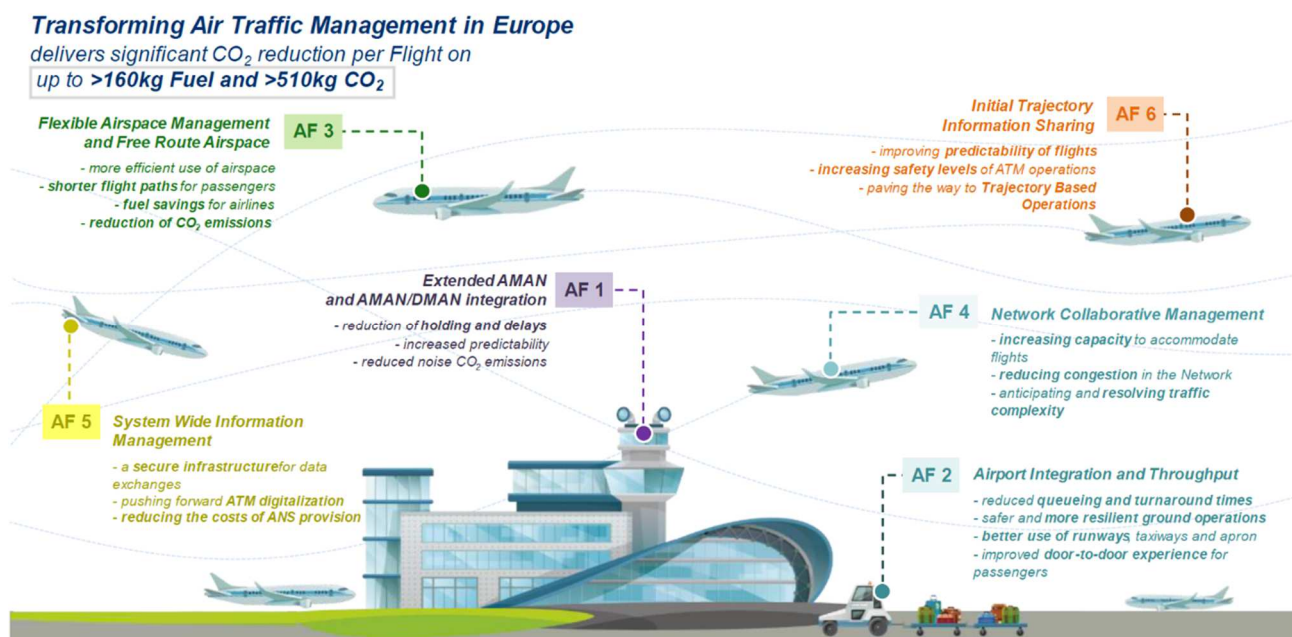 Transforming Air Traffic Management in Europe
delivers significant CO₂ reduction per Flight on
up to >160kg Fuel and >510kg CO₂
Flexible Airspace Management
and Free Route Airspace
AF 3
- more efficient use of airspace
- shorter flight paths for passengers
- fuel savings for airlines
- reduction of CO₂ emissions
Initial Trajectory
Information Sharing
AF 6
- improving predictability of flights
- increasing safety levels of ATM operations
- paving the way to Trajectory Based
Operations
Extended AMAN
and AMAN/DMAN integration
AF 1
- reduction of holding and delays
- increased predictability
- reduced noise CO₂ emissions
AF 4
Network Collaborative Management
- increasing capacity to accommodate
flights
- reducing congestion in the Network
- anticipating and resolving traffic
complexity
AF 5
System Wide Information
Management
- a secure infrastructure for data
exchanges
- pushing forward ATM digitalization
- reducing the costs of ANS provision
AF 2
Airport Integration and Throughput
- reduced queueing and turnaround times
- safer and more resilient ground operations
- better use of runways, taxiways and apron
- improved door-to-door experience for
passengers